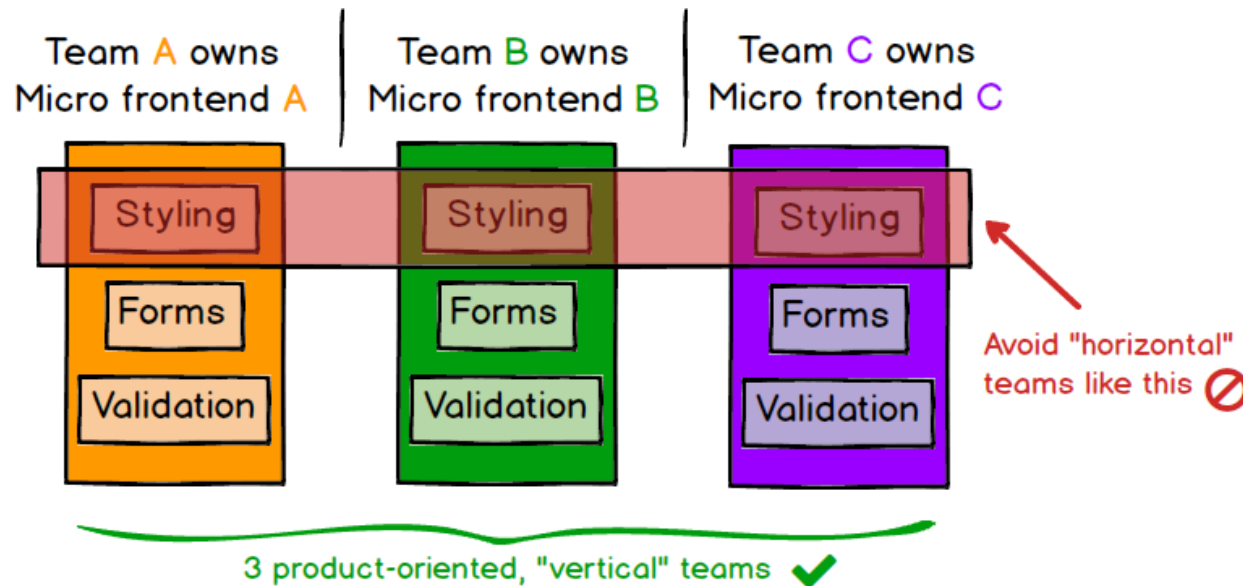 Team A owns
Micro frontend A
Team B owns
Micro frontend B
Team C owns
Micro frontend C
Styling
Styling
Styling
Forms
Forms
Forms
Validation
Validation
Validation
Avoid "horizontal"
teams like this
3 product-oriented, "vertical" teams